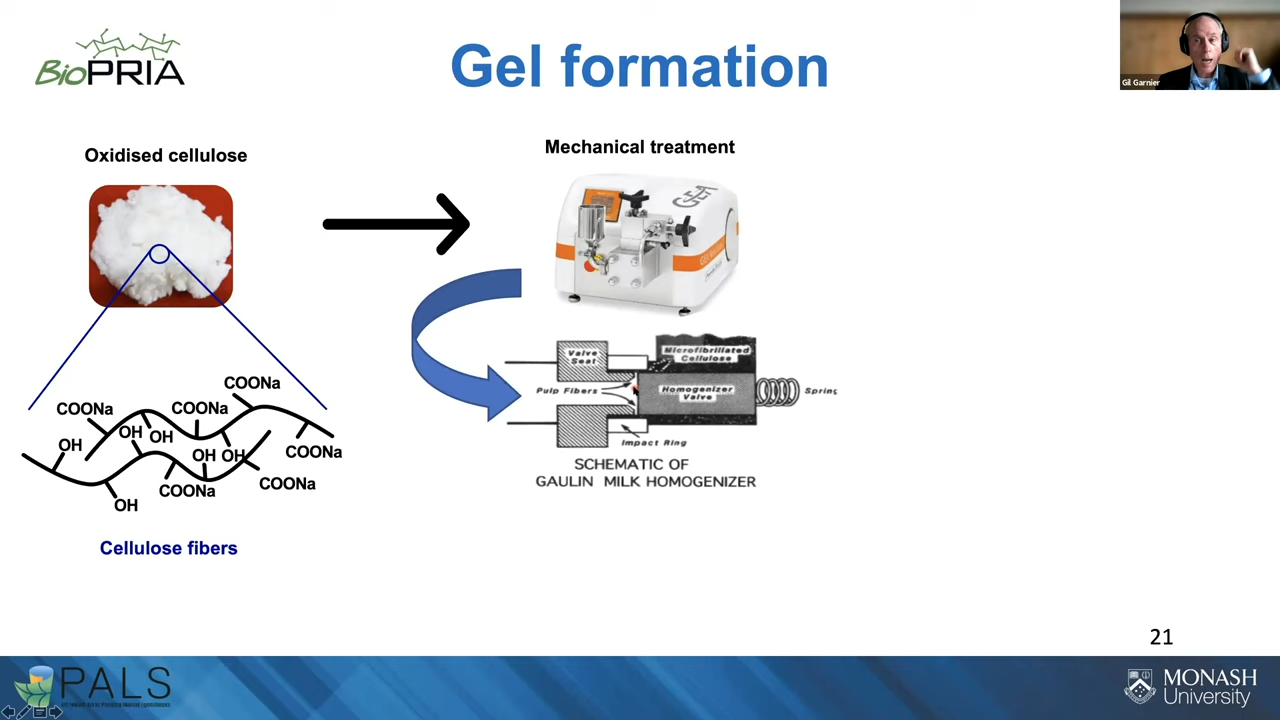 BioPRIA
Gel formation
Gil Garnier
Oxidised cellulose
Mechanical treatment
GEA
Valve
Seat
Microfibrillated
Cellulose
Pulp Fibers
Homogenizer
Valve
Spring
Impact Ring
SCHEMATIC OF
GAULIN MILK HOMOGENIZER
COONa
COONa
COONa
OH
OH
OH
OH
OH
COONa
COONa
COONa
OH
Cellulose fibers
21
PALS
MONASH
University